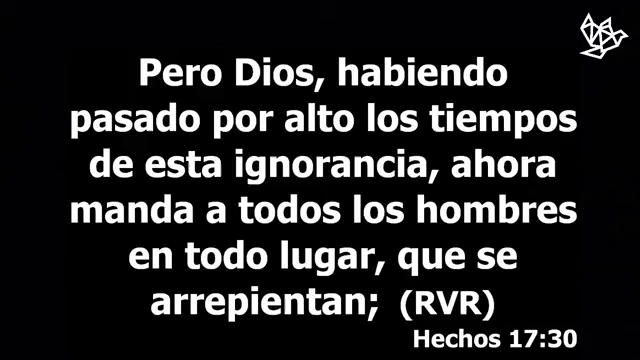 Pero Dios, habiendo
pasado por alto los tiempos
de esta ignorancia, ahora
manda a todos los hombres
en todo lugar, que se
arrepientan; (RVR)
Hechos 17:30